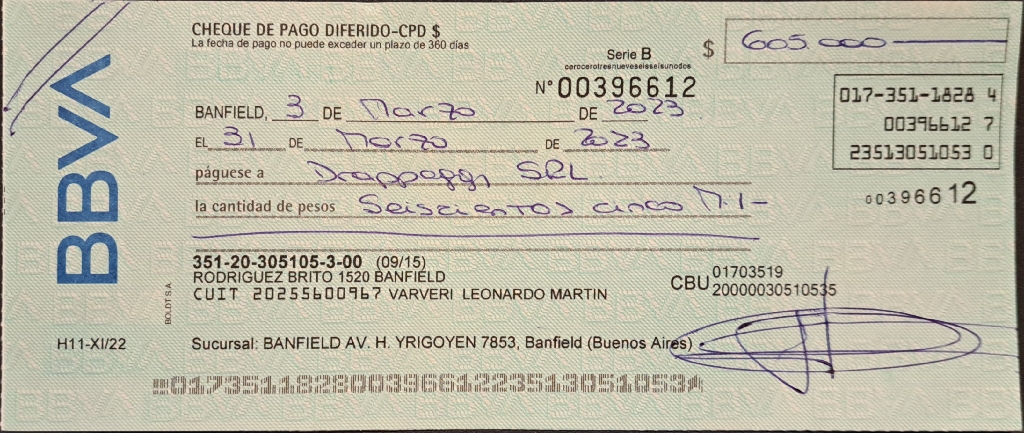 BBVA
CHEQUE DE PAGO DIFERIDO-CPD $
La fecha de pago no puede exceder un plazo de 360 días
Serie B
cerocerotresnueveseisseisunodos
$ 605.000
N° 00396612
BANFIELD, 3 DE Marzo DE 2023
EL 31 DE Marzo DE 2023
páguese a Drappeggi SRL.
la cantidad de pesos Seiscientos cinco Mil-
017-351-1828 4
00396612 7
23513051053 0
00396612
351-20-305105-3-00 (09/15)
RODRIGUEZ BRITO 1520 BANFIELD
CUIT 20255600967 VARVERI LEONARDO MARTIN
CBU 01703519
20000030510535
BOLDT S.A.
H11-XI/22
Sucursal: BANFIELD AV. H. YRIGOYEN 7853, Banfield (Buenos Aires)
017351182800396612235130510530